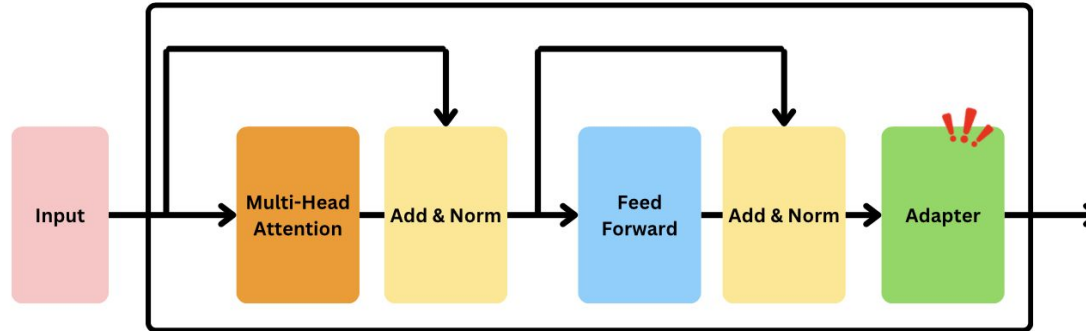 Input
Multi-Head
Attention
Add & Norm
Feed
Forward
Add & Norm
Adapter